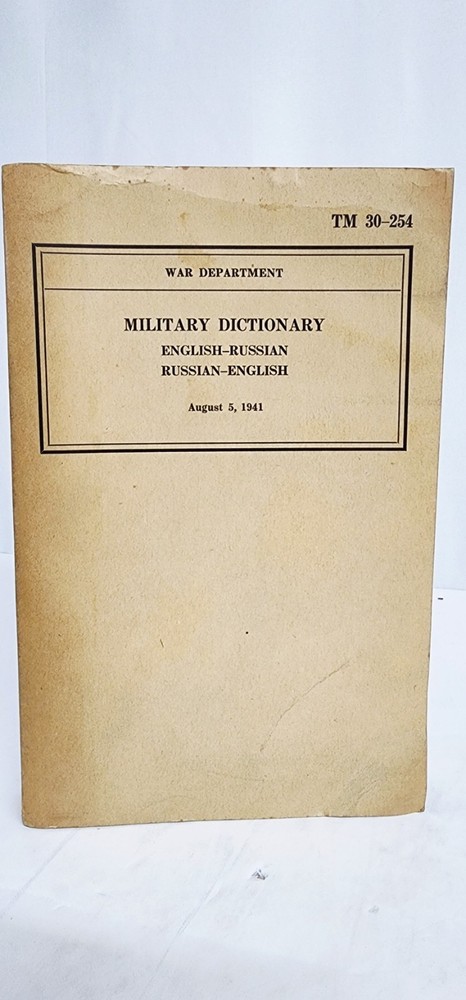 TM 30–254
WAR DEPARTMENT
MILITARY DICTIONARY
ENGLISH–RUSSIAN
RUSSIAN–ENGLISH
August 5, 1941